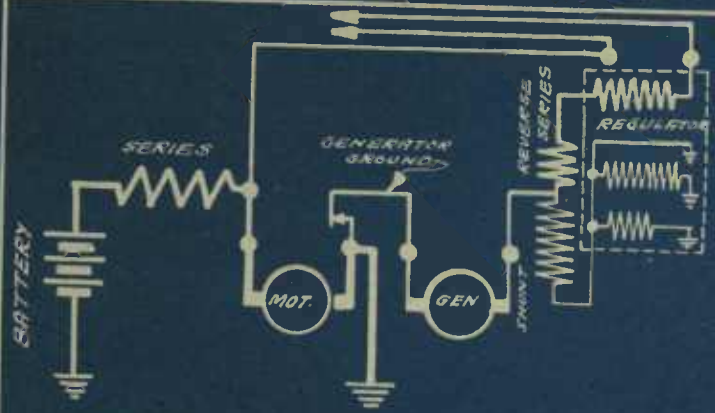 REVERSE
SERIES
REGULATOR
SERIES
GENERATOR
GROUND
BATTERY
MOT.
GEN
SHUNT